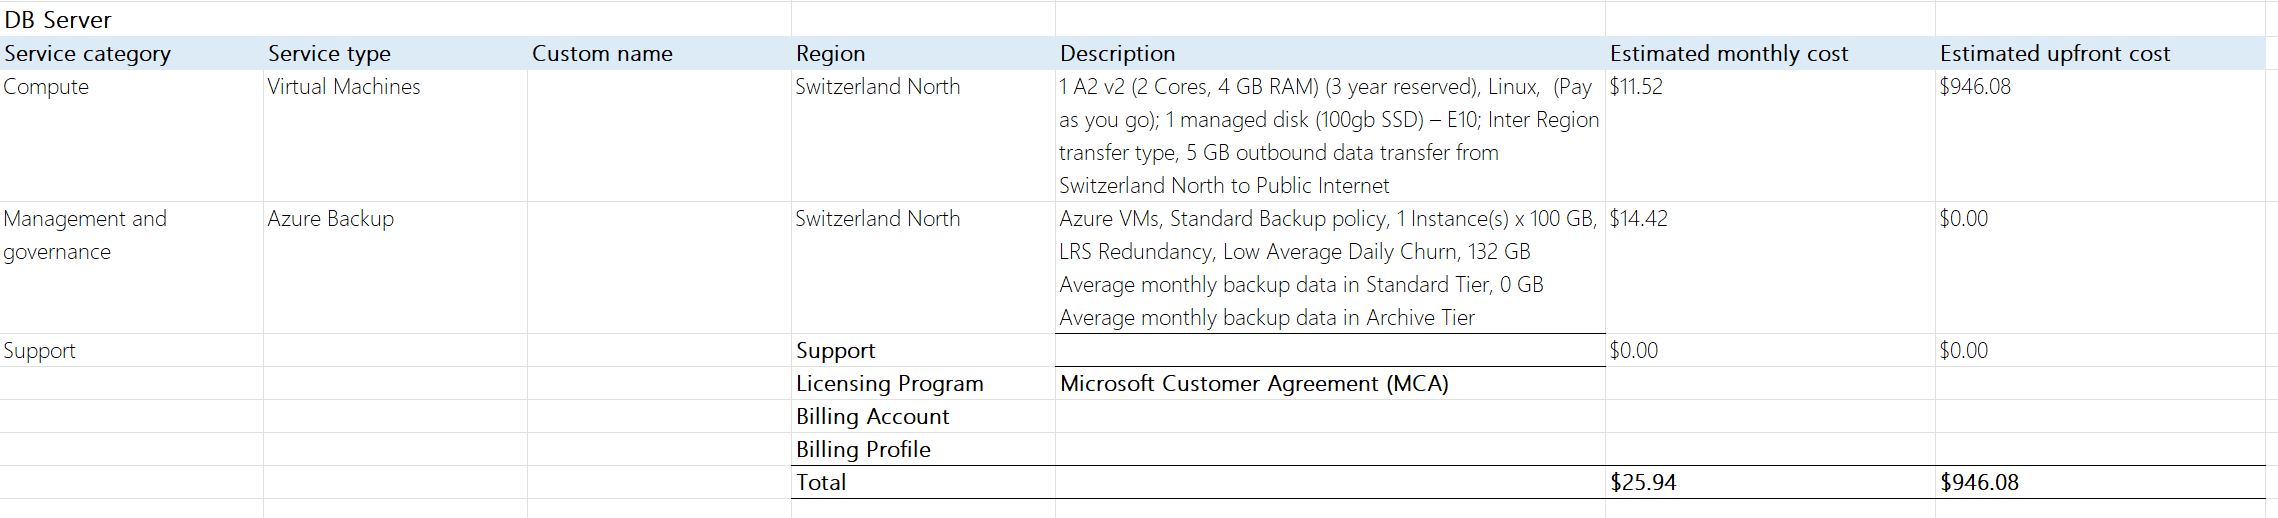 DB Server
Service category Service type Custom name Region Description Estimated monthly cost Estimated upfront cost
Compute Virtual Machines Switzerland North 1 A2 v2 (2 Cores, 4 GB RAM) (3 year reserved), Linux,  (Pay $11.52 $946.08
as you go); 1 managed disk (100gb SSD) – E10; Inter Region
transfer type, 5 GB outbound data transfer from
Switzerland North to Public Internet
Management and Azure Backup Switzerland North Azure VMs, Standard Backup policy, 1 Instance(s) x 100 GB, $14.42 $0.00
governance LRS Redundancy, Low Average Daily Churn, 132 GB
Average monthly backup data in Standard Tier, 0 GB
Average monthly backup data in Archive Tier
Support Support $0.00 $0.00
Licensing Program Microsoft Customer Agreement (MCA)
Billing Account
Billing Profile
Total $25.94 $946.08